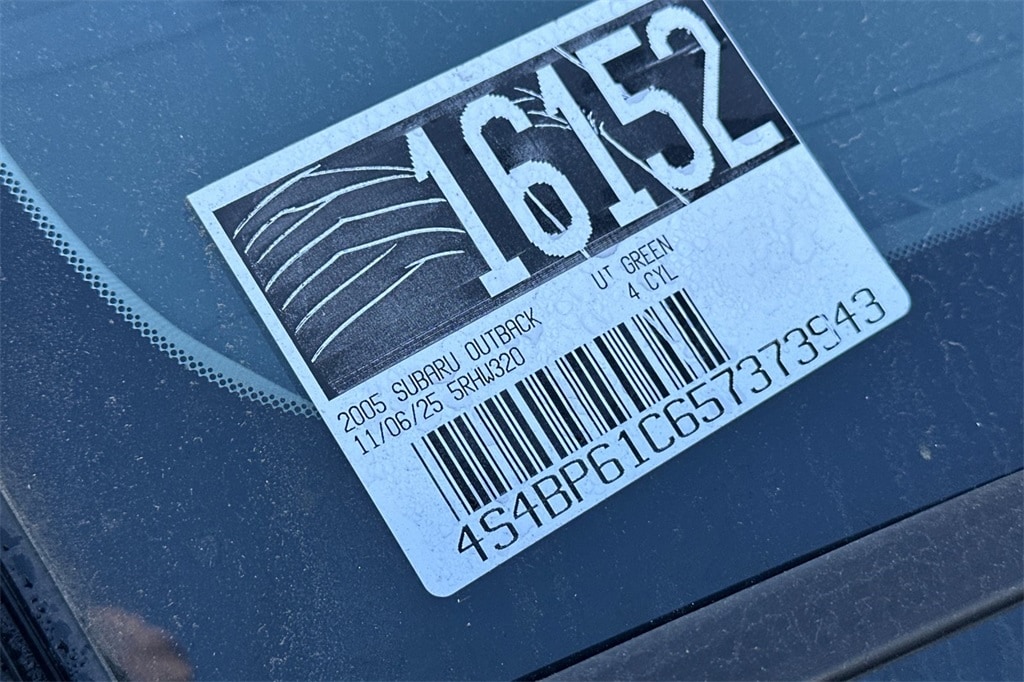 16152
2005 SUBARU OUTBACK UT GREEN
11/06/25 5RHW320 4 CYL
4S4BP61C657373943